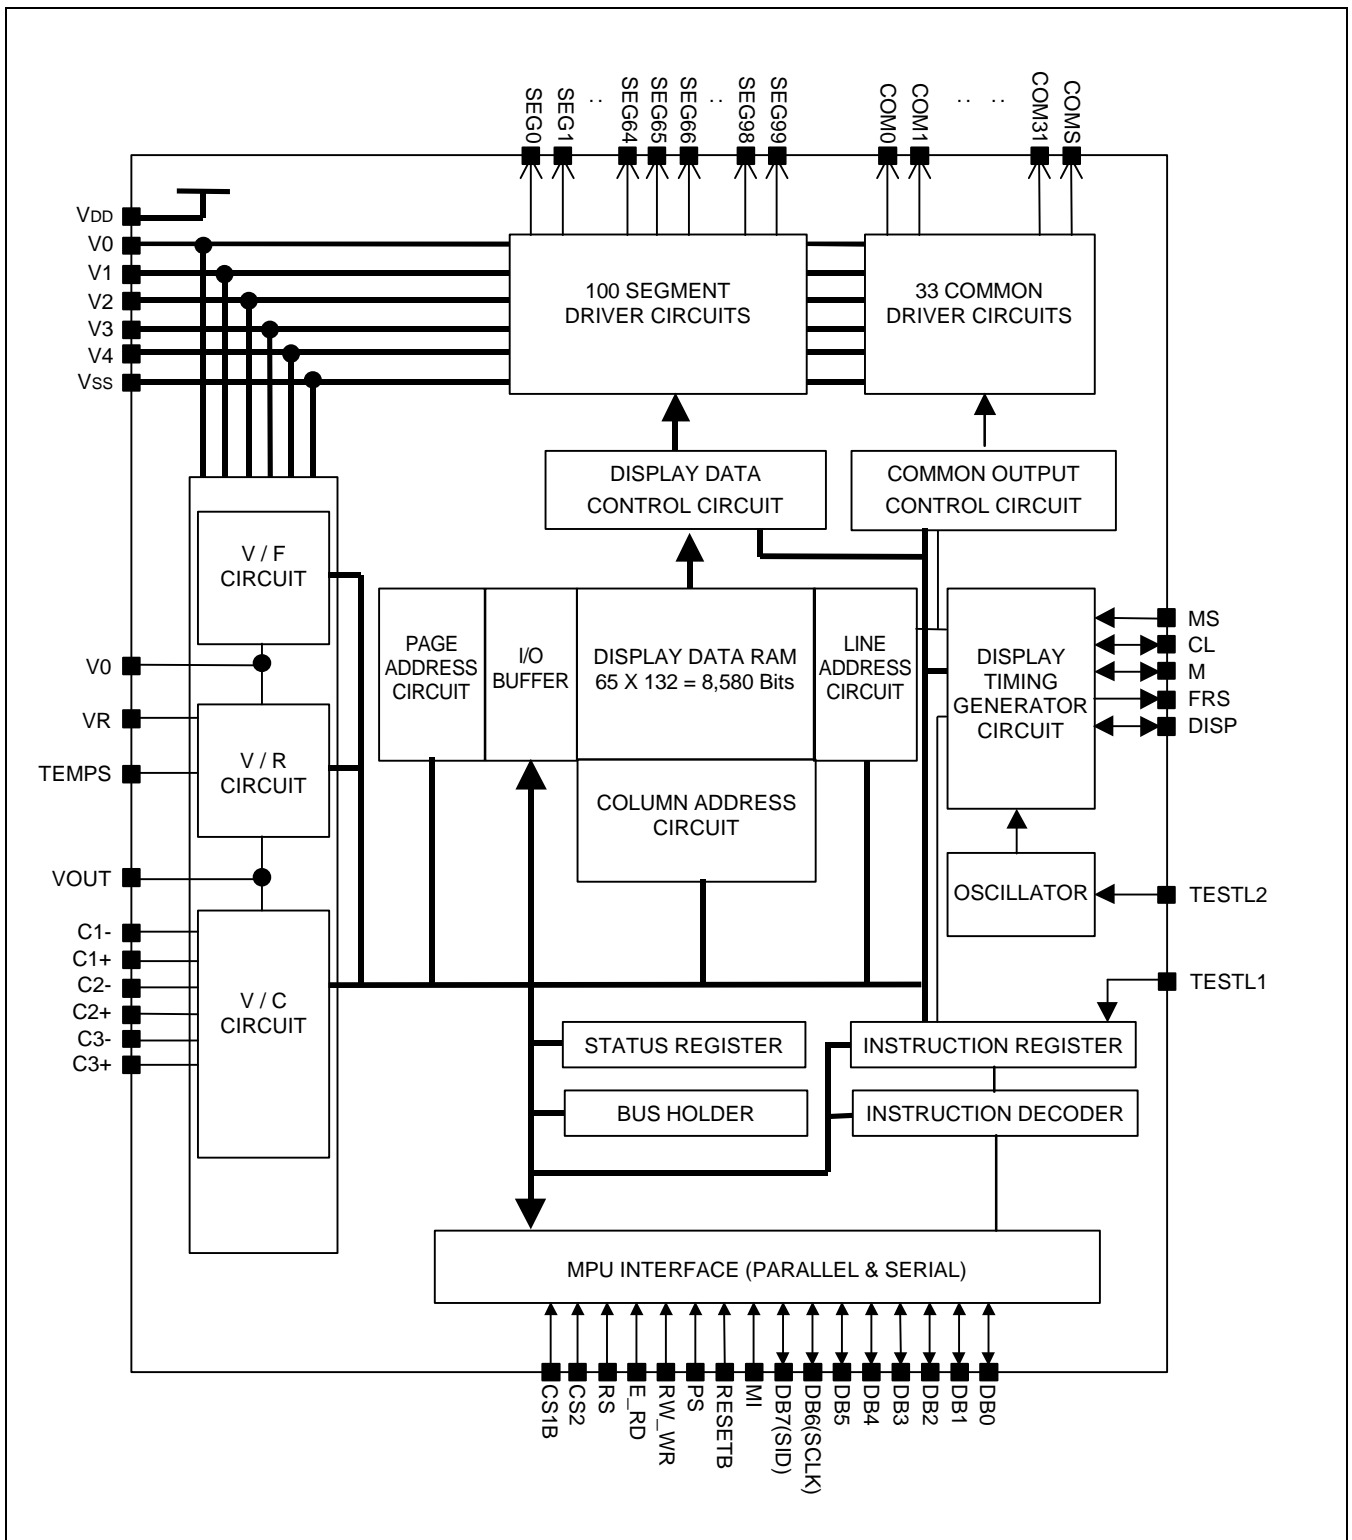 SEG0
SEG1
. .
SEG64
SEG65
SEG66
. .
SEG98
SEG99
COM0
COM1
. .
. .
COM31
COMS
VDD
V0
V1
V2
V3
V4
VSS
100 SEGMENT
DRIVER CIRCUITS
33 COMMON
DRIVER CIRCUITS
DISPLAY DATA
CONTROL CIRCUIT
COMMON OUTPUT
CONTROL CIRCUIT
V / F
CIRCUIT
V0
VR
V / R
CIRCUIT
TEMPS
VOUT
C1-
C1+
C2-
C2+
C3-
C3+
V / C
CIRCUIT
PAGE
ADDRESS
CIRCUIT
I/O
BUFFER
DISPLAY DATA RAM
65 X 132 = 8,580 Bits
LINE
ADDRESS
CIRCUIT
COLUMN ADDRESS
CIRCUIT
DISPLAY
TIMING
GENERATOR
CIRCUIT
MS
CL
M
FRS
DISP
OSCILLATOR
TESTL2
TESTL1
STATUS REGISTER
INSTRUCTION REGISTER
BUS HOLDER
INSTRUCTION DECODER
MPU INTERFACE (PARALLEL & SERIAL)
CS1B
CS2
RS
E_RD
RW_WR
PS
RESETB
MI
DB7(SID)
DB6(SCLK)
DB5
DB4
DB3
DB2
DB1
DB0